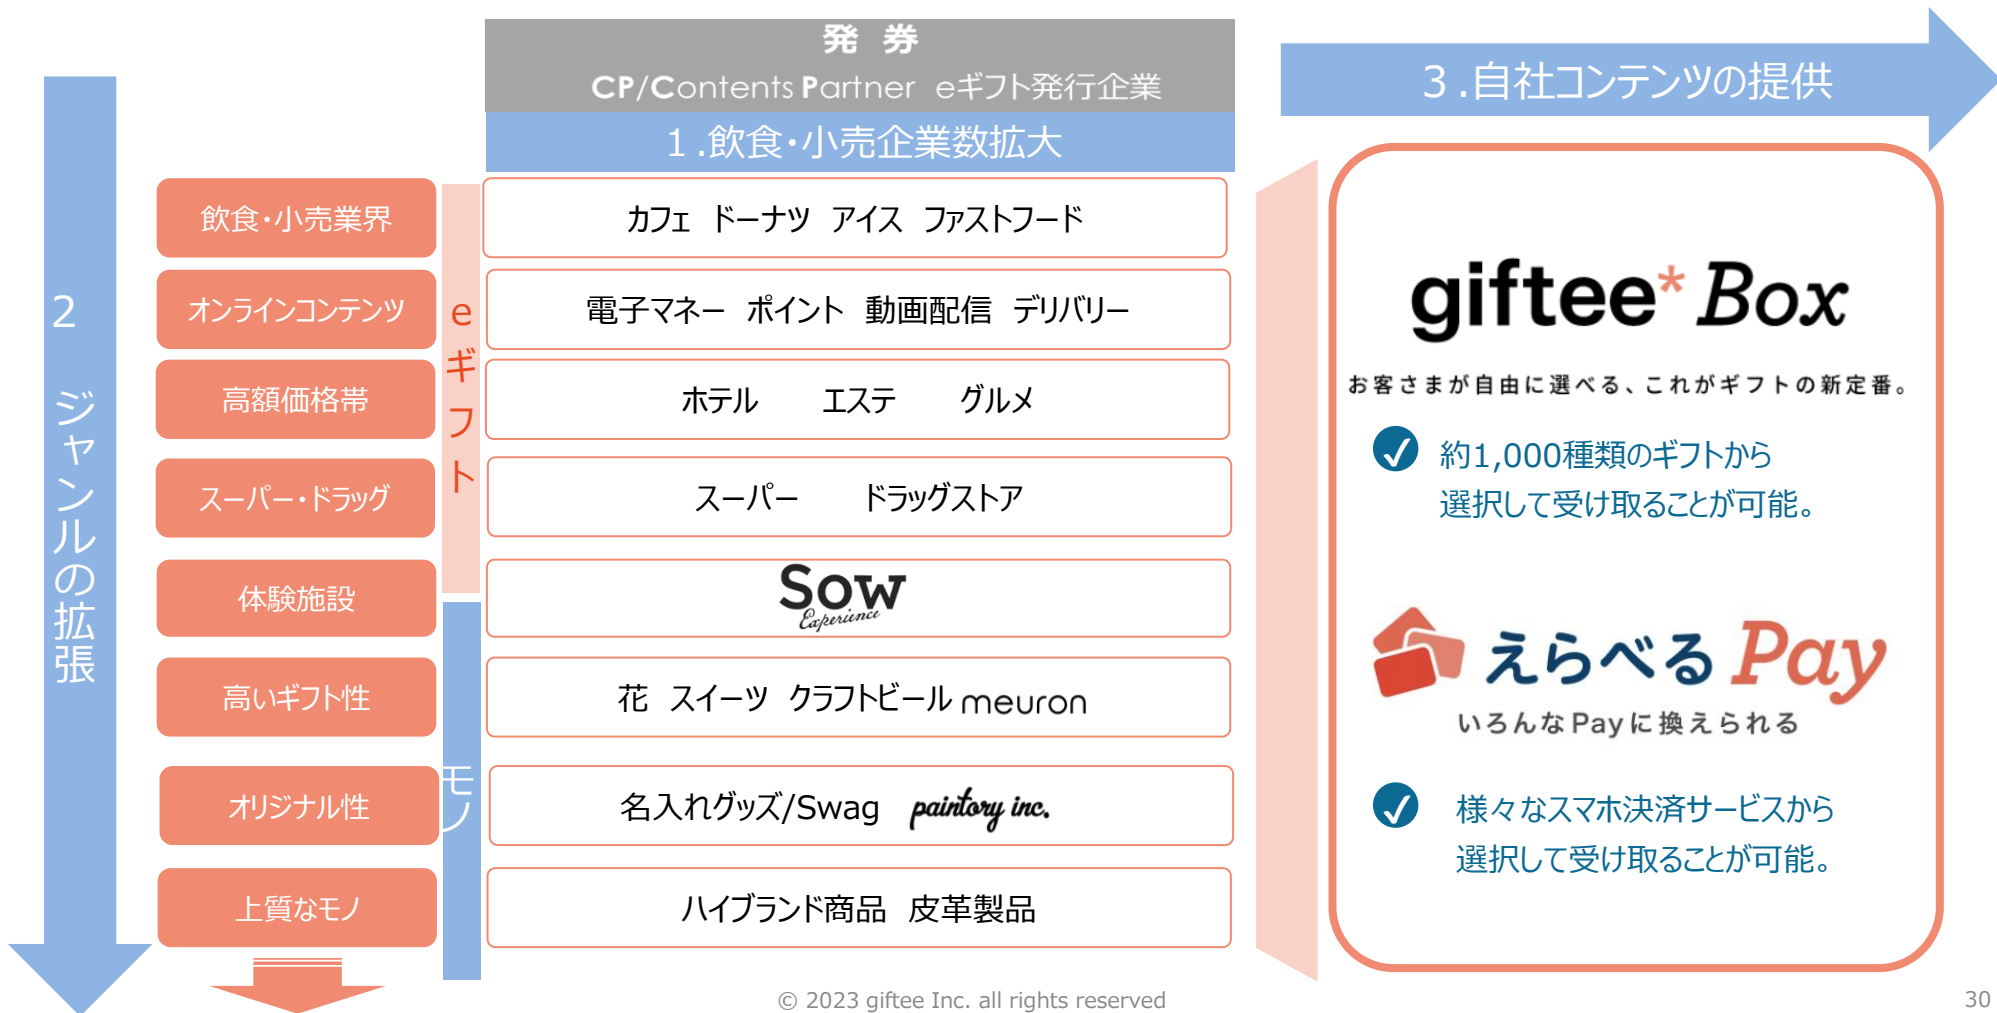 発 券
CP/Contents Partner eギフト発行企業
1.飲食・小売企業数拡大
3.自社コンテンツの提供
2 ジャンルの拡張
eギフト
モノ
飲食・小売業界
カフェ ドーナツ アイス ファストフード
オンラインコンテンツ
電子マネー ポイント 動画配信 デリバリー
高額価格帯
ホテル エステ グルメ
スーパー・ドラッグ
スーパー ドラッグストア
体験施設
Sow
Experience
高いギフト性
花 スイーツ クラフトビール meuron
オリジナル性
名入れグッズ/Swag paintory inc.
上質なモノ
ハイブランド商品 皮革製品
giftee* Box
お客さまが自由に選べる、これがギフトの新定番。
約1,000種類のギフトから
選択して受け取ることが可能。
えらべる Pay
いろんなPayに換えられる
様々なスマホ決済サービスから
選択して受け取ることが可能。
© 2023 giftee Inc. all rights reserved
30